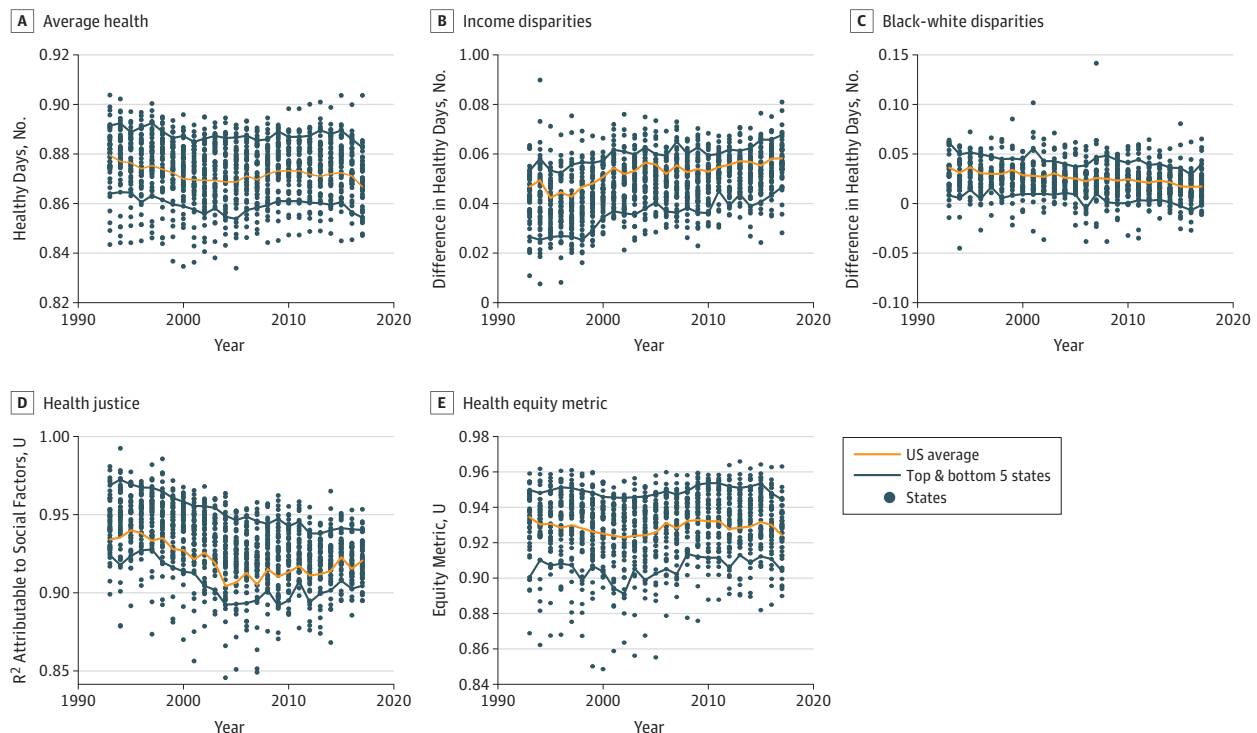 A Average health
Healthy Days, No.
0.92
0.90
0.88
0.86
0.84
0.82
1990 2000 2010 2020
Year
B Income disparities
Difference in Healthy Days, No.
1.00
0.08
0.06
0.04
0.02
0
1990 2000 2010 2020
Year
C Black-white disparities
Difference in Healthy Days, No.
0.15
0.10
0.05
0
-0.05
-0.10
1990 2000 2010 2020
Year
D Health justice
R² Attributable to Social Factors, U
1.00
0.95
0.90
0.85
1990 2000 2010 2020
Year
E Health equity metric
Equity Metric, U
0.98
0.96
0.94
0.92
0.90
0.88
0.86
0.84
1990 2000 2010 2020
Year
US average
Top & bottom 5 states
States